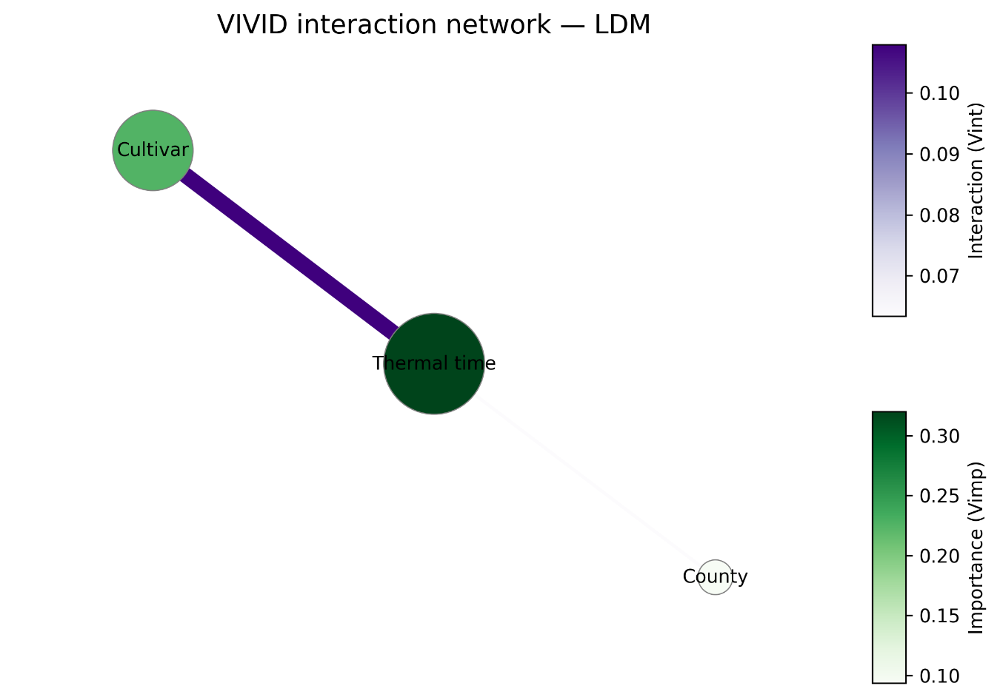 VIVID interaction network — LDM
Cultivar
Thermal time
County
0.10
0.09
0.08
0.07
Interaction (Vint)
0.30
0.25
0.20
0.15
0.10
Importance (Vimp)